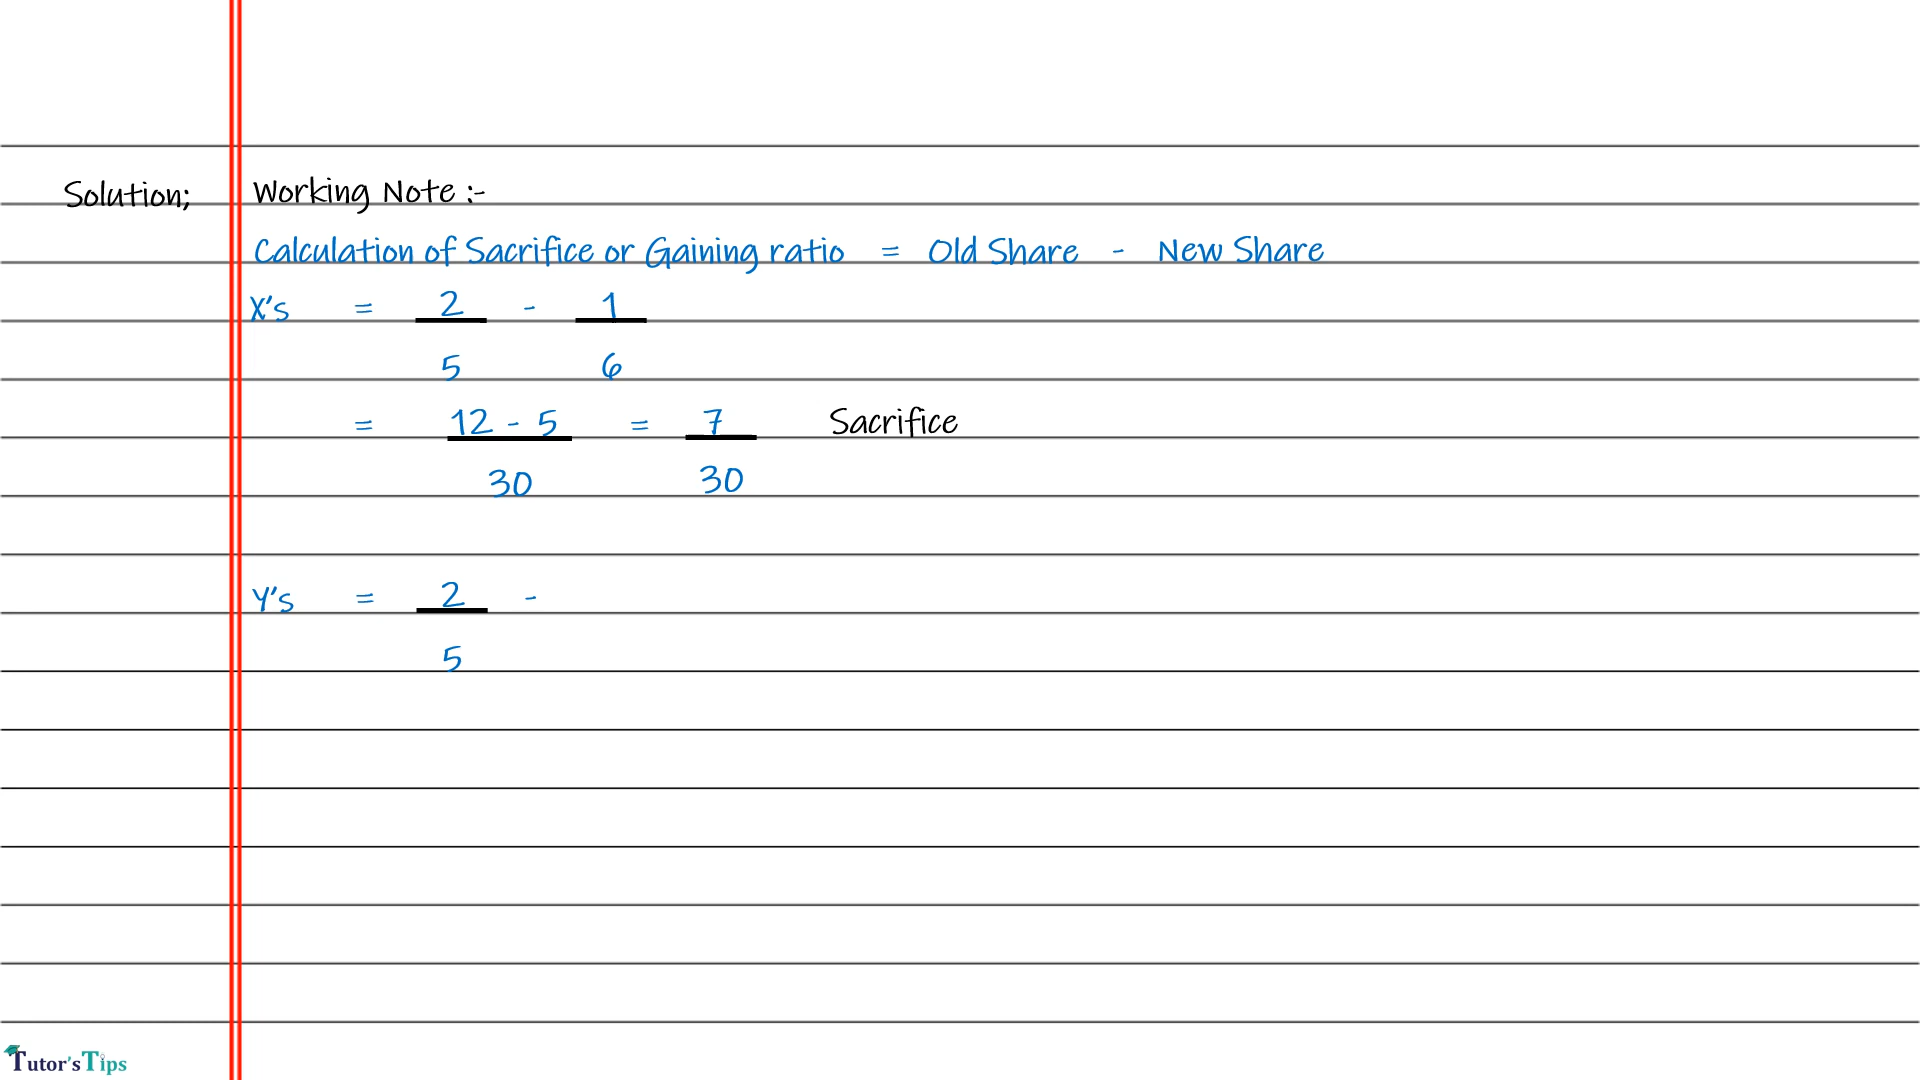 Solution; Working Note :-
Calculation of Sacrifice or Gaining ratio = Old Share - New Share
X's = 2 - 1
5 6
= 12 - 5 = 7 Sacrifice
30 30
Y's = 2 -
5
Tutor'sTips